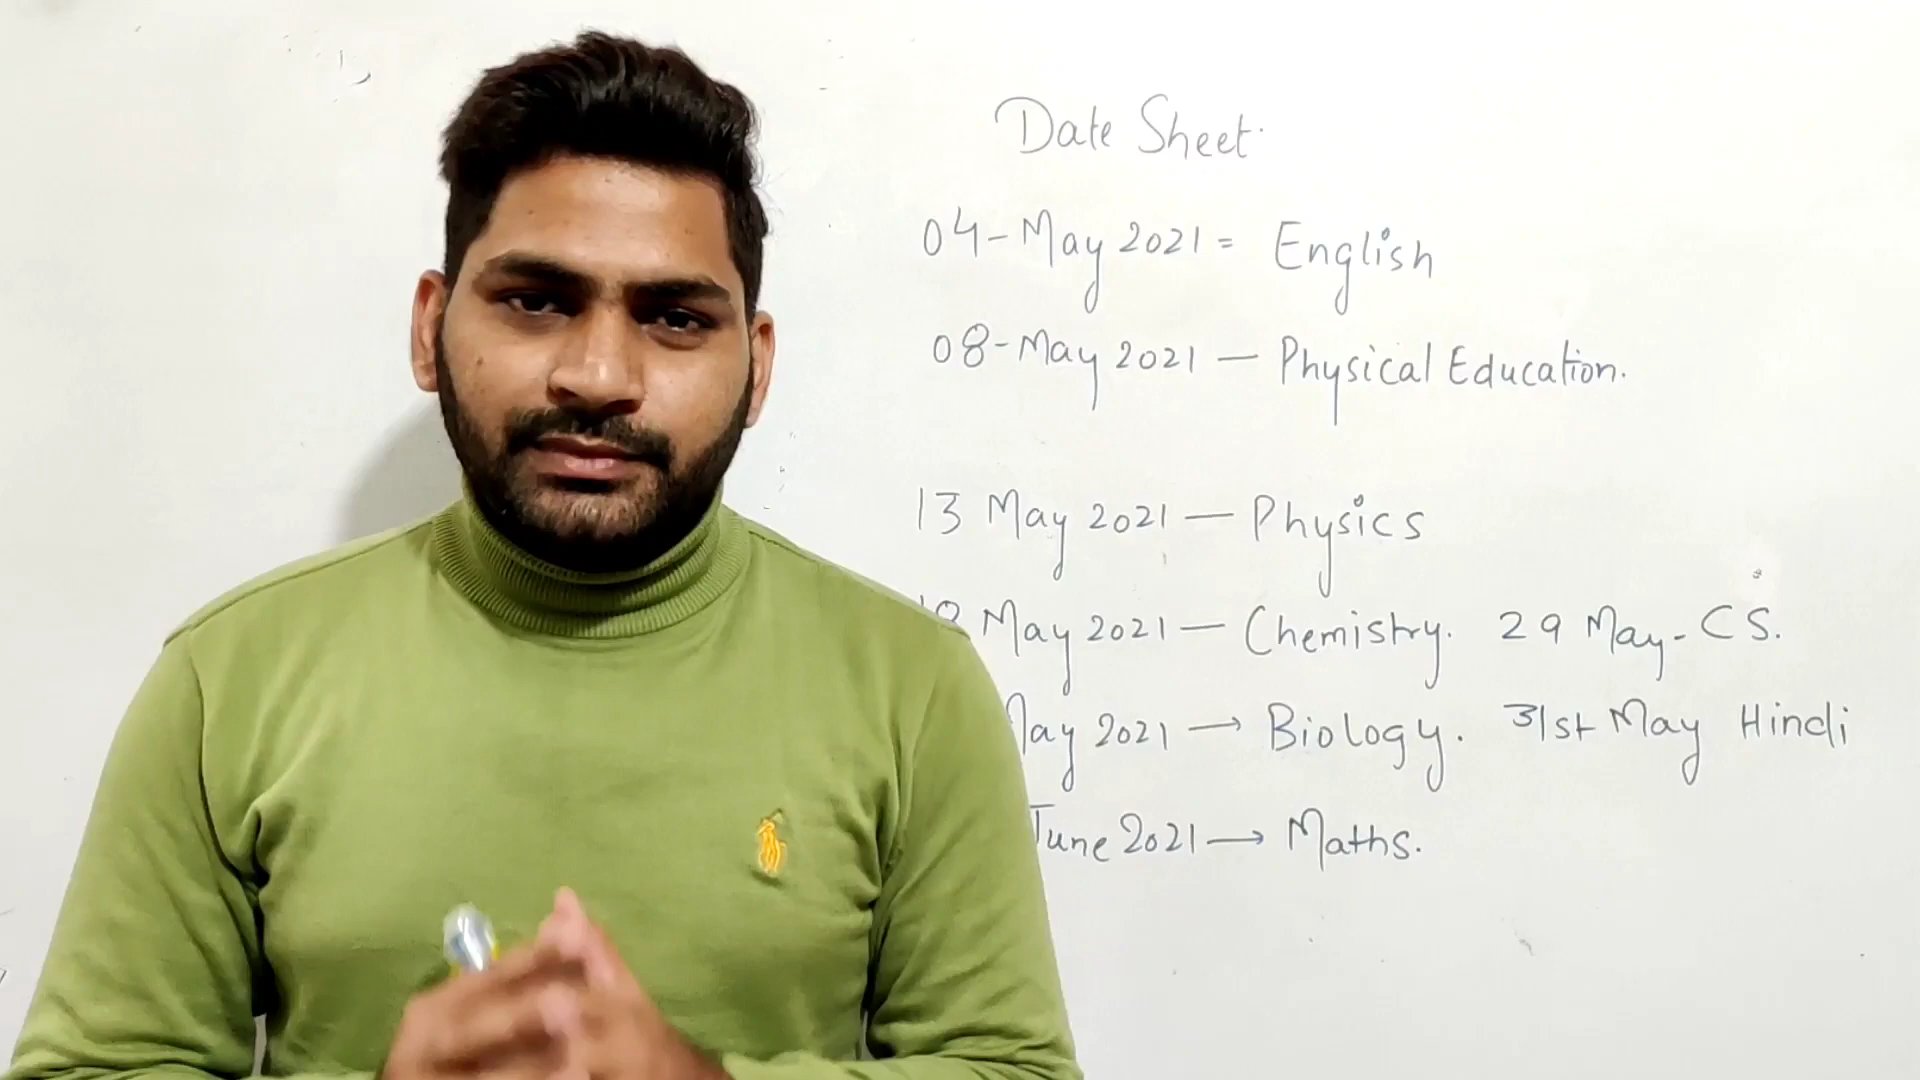 Date Sheet
04-May 2021 = English
08-May 2021 — Physical Education.
13 May 2021 — Physics
May 2021 — Chemistry. 29 May - CS.
May 2021 → Biology. 31st May Hindi
June 2021 → Maths.